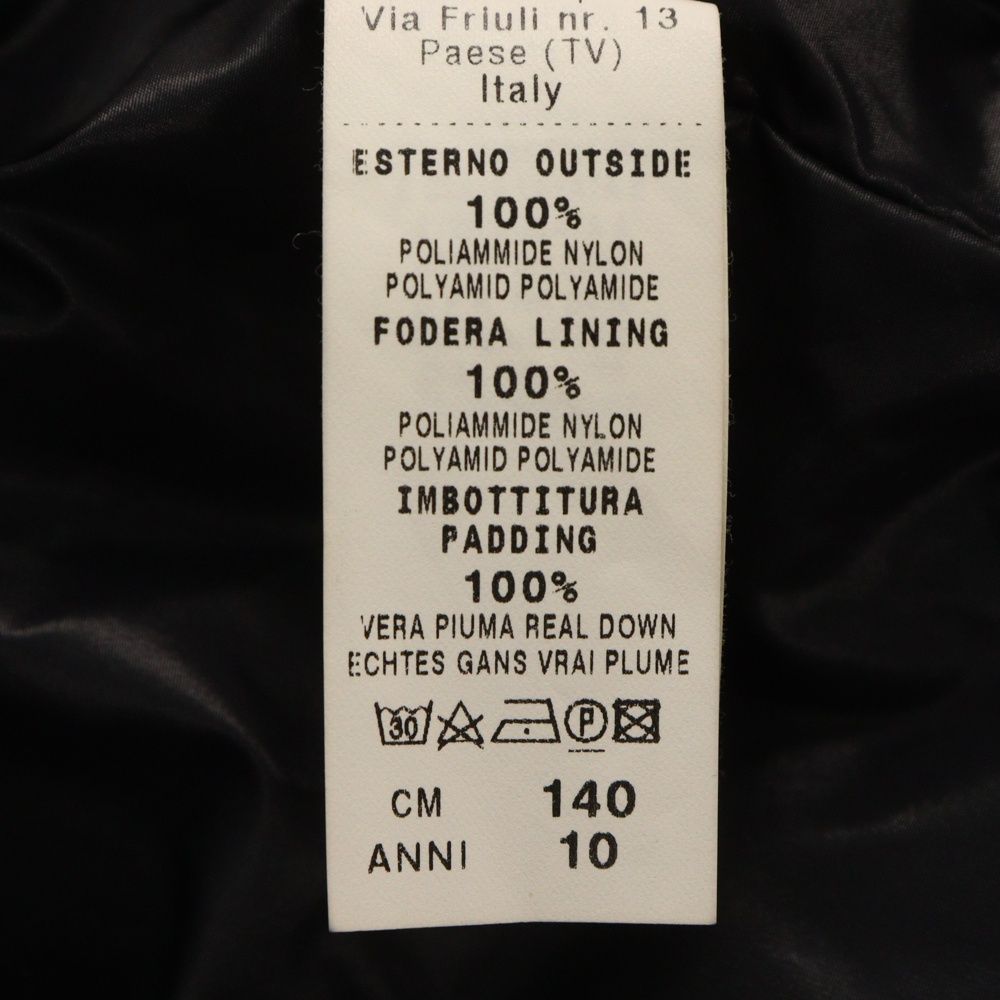 Via Friuli nr. 13
Paese (TV)
Italy
ESTERNO OUTSIDE
100%
POLIAMMIDE NYLON
POLYAMID POLYAMIDE
FODERA LINING
100%
POLIAMMIDE NYLON
POLYAMID POLYAMIDE
IMBOTTITURA
PADDING
100%
VERA PIUMA REAL DOWN
ECHTES GANS VRAI PLUME
30 P
CM 140
ANNI 10